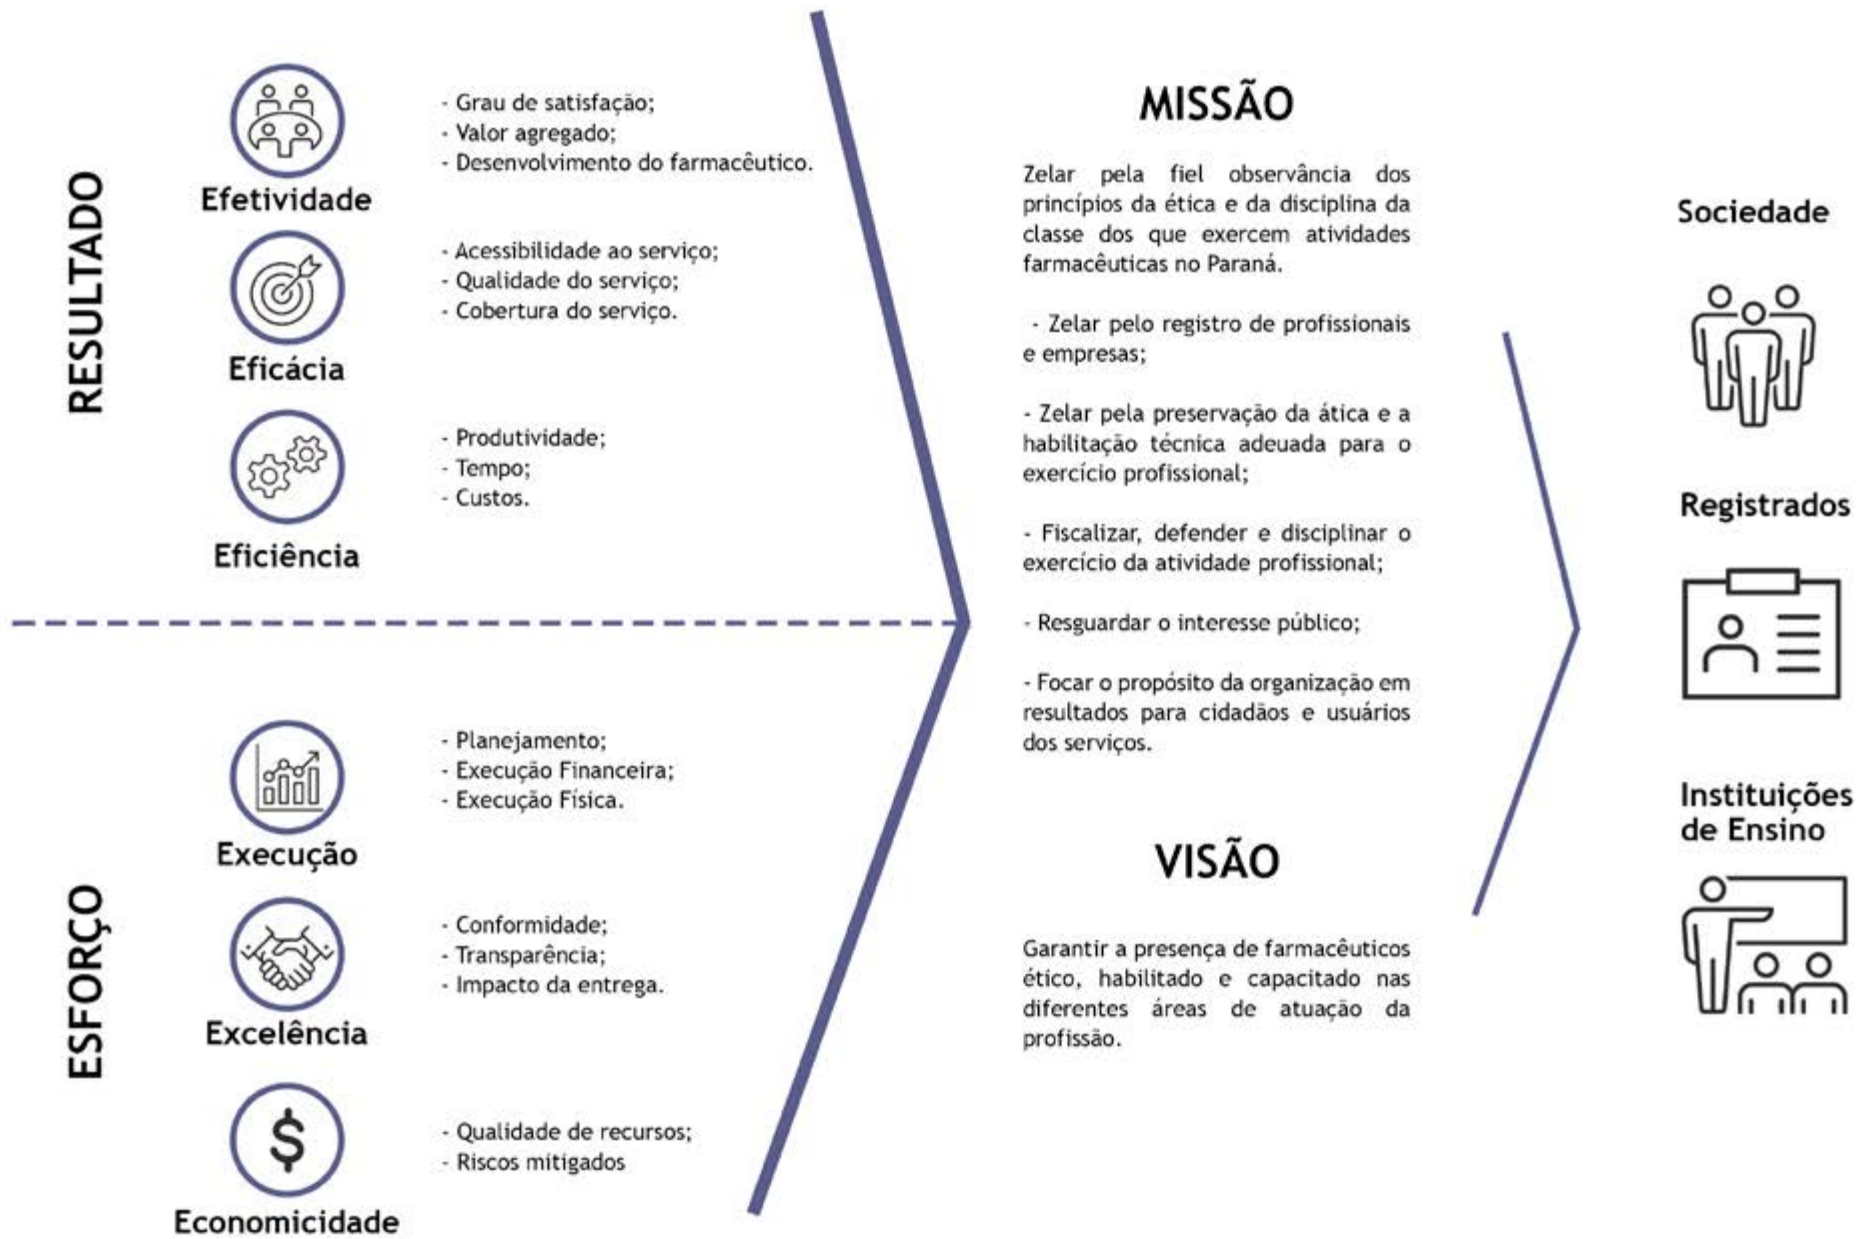 RESULTADO
Efetividade
- Grau de satisfação;
- Valor agregado;
- Desenvolvimento do farmacêutico.
Eficácia
- Acessibilidade ao serviço;
- Qualidade do serviço;
- Cobertura do serviço.
Eficiência
- Produtividade;
- Tempo;
- Custos.
ESFORÇO
Execução
- Planejamento;
- Execução Financeira;
- Execução Física.
Excelência
- Conformidade;
- Transparência;
- Impacto da entrega.
$
Economicidade
- Qualidade de recursos;
- Riscos mitigados
MISSÃO
Zelar pela fiel observância dos
princípios da ética e da disciplina da
classe dos que exercem atividades
farmacêuticas no Paraná.
- Zelar pelo registro de profissionais
e empresas;
- Zelar pela preservação da ática e a
habilitação técnica adeuada para o
exercício profissional;
- Fiscalizar, defender e disciplinar o
exercício da atividade profissional;
- Resguardar o interesse público;
- Focar o propósito da organização em
resultados para cidadãos e usuários
dos serviços.
VISÃO
Garantir a presença de farmacêuticos
ético, habilitado e capacitado nas
diferentes áreas de atuação da
profissão.
Sociedade
Registrados
Instituições
de Ensino